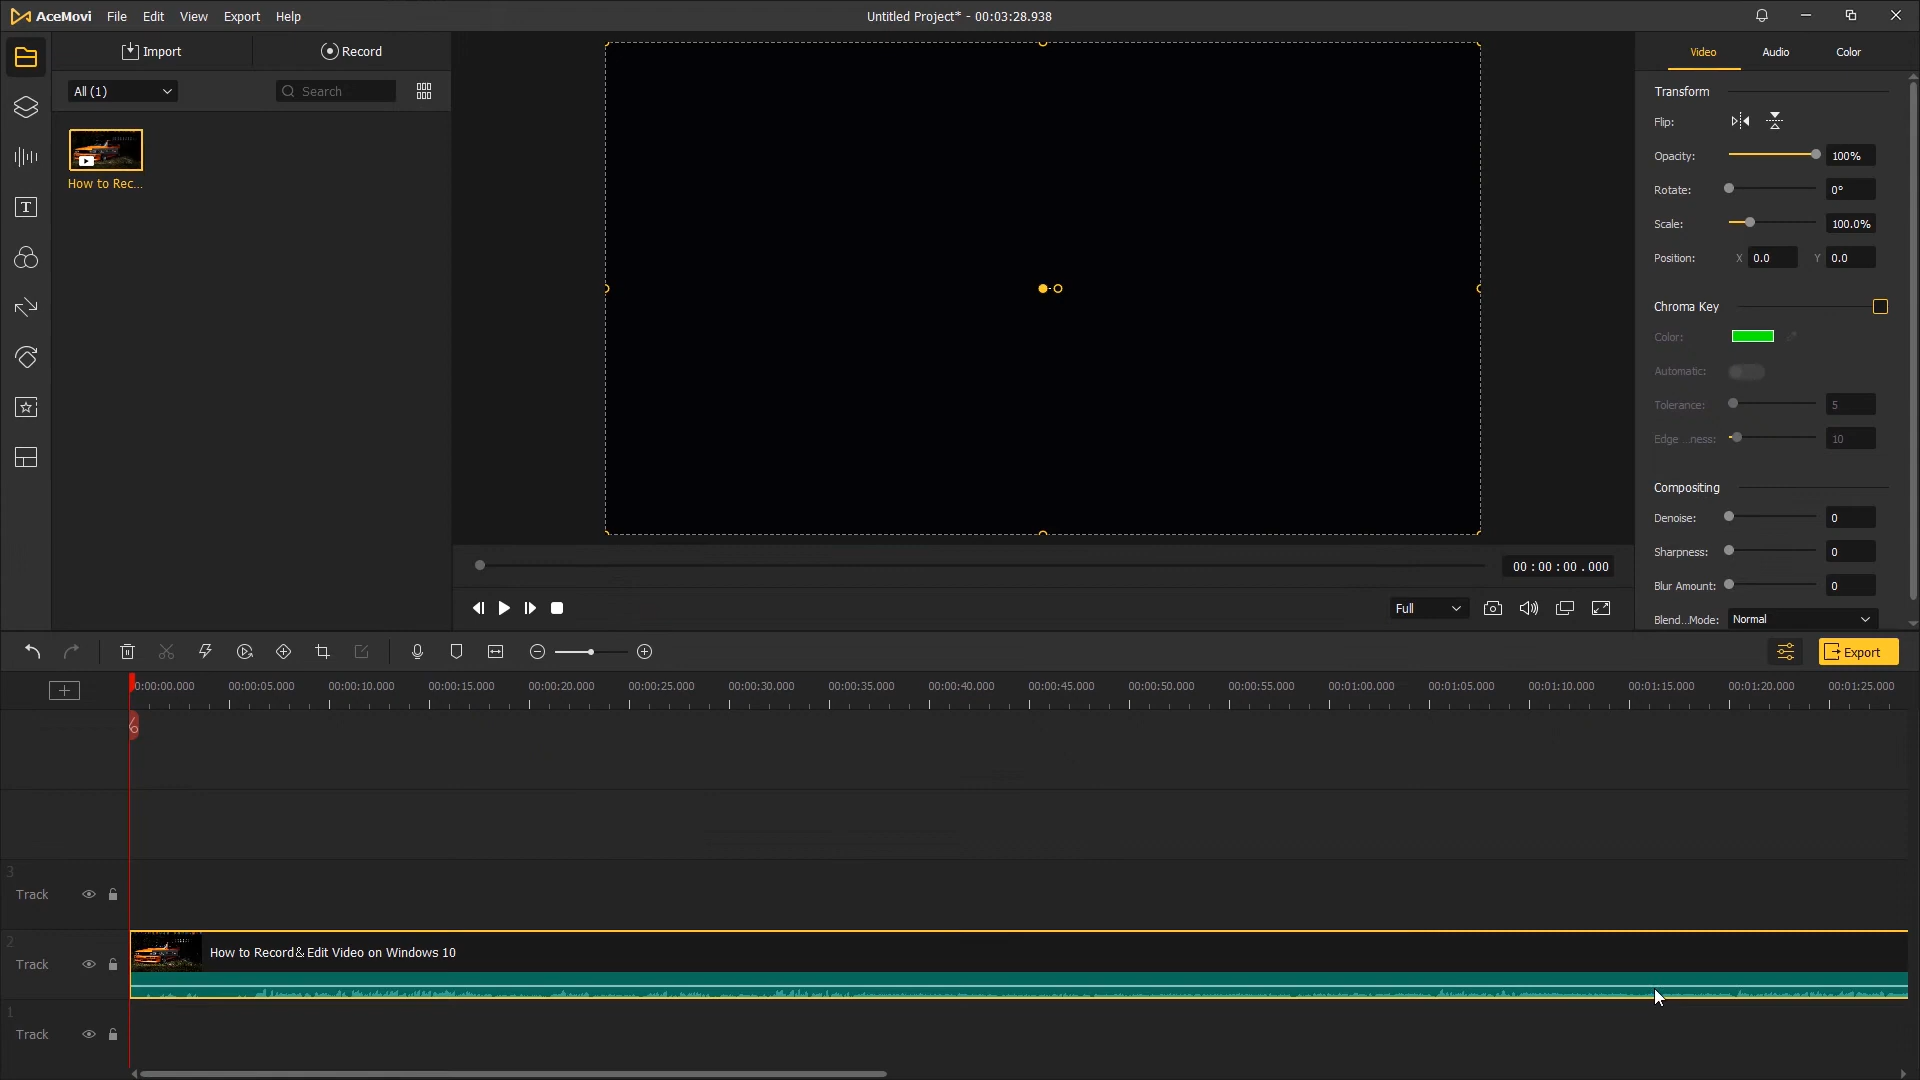 AceMovi File Edit View Export Help
Untitled Project* - 00:03:28.938
Import
Record
All (1)
Search
How to Rec...
Video Audio Color
Transform
Flip:
Opacity: 100%
Rotate: 0°
Scale: 100.0%
Position: X 0.0 Y 0.0
Chroma Key
Color:
Automatic:
Tolerance: 5
Edge ...ness: 10
Compositing
Denoise: 0
Sharpness: 0
Blur Amount: 0
Blend...Mode: Normal
00 : 00 : 00 . 000
Full
Export
0:00:00.000 00:00:05.000 00:00:10.000 00:00:15.000 00:00:20.000 00:00:25.000 00:00:30.000 00:00:35.000 00:00:40.000 00:00:45.000 00:00:50.000 00:00:55.000 00:01:00.000 00:01:05.000 00:01:10.000 00:01:15.000 00:01:20.000 00:01:25.000
3
Track
2
Track
How to Record&Edit Video on Windows 10
1
Track